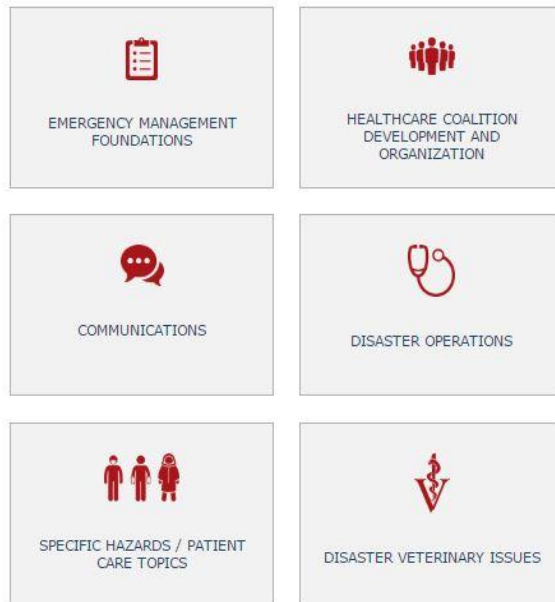 EMERGENCY MANAGEMENT
FOUNDATIONS
HEALTHCARE COALITION
DEVELOPMENT AND
ORGANIZATION
COMMUNICATIONS
DISASTER OPERATIONS
SPECIFIC HAZARDS / PATIENT
CARE TOPICS
DISASTER VETERINARY ISSUES